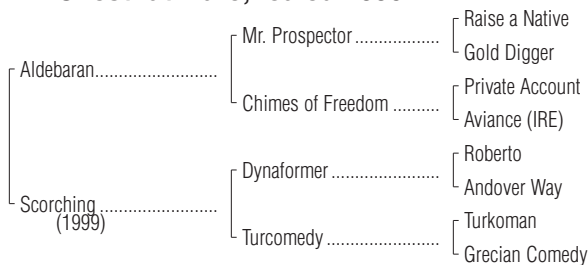 Raise a Native
Mr. Prospector
Gold Digger
Aldebaran
Private Account
Chimes of Freedom
Aviance (IRE)
Roberto
Dynaformer
Andover Way
Scorching
(1999)
Turkoman
Turcomedy
Grecian Comedy